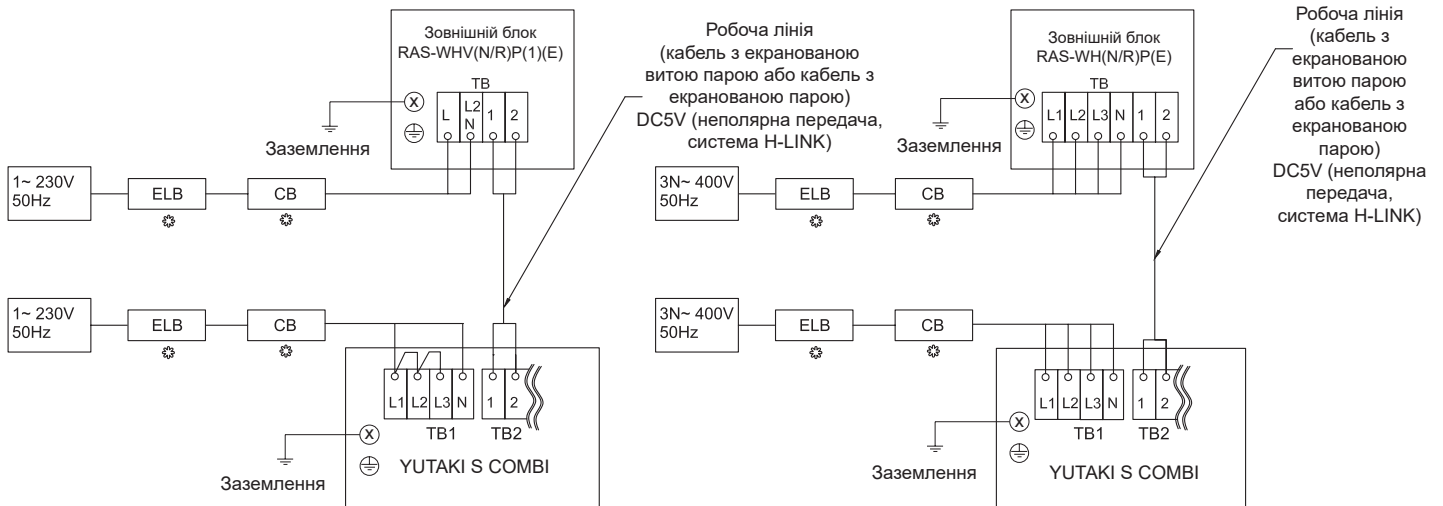 Зовнішній блок
RAS-WHV(N/R)P(1)(E)
TB
L
L2
N
1
2
X
Заземлення
Робоча лінія
(кабель з екранованою
витою парою або кабель з
екранованою парою)
DC5V (неполярна передача,
система H-LINK)
1~ 230V
50Hz
ELB
CB
1~ 230V
50Hz
ELB
CB
L1
L2
L3
N
1
2
TB1
TB2
X
Заземлення
YUTAKI S COMBI
Зовнішній блок
RAS-WH(N/R)P(E)
TB
L1
L2
L3
N
1
2
X
Заземлення
Робоча лінія
(кабель з
екранованою
витою парою
або кабель з
екранованою
парою)
DC5V (неполярна
передача,
система H-LINK)
3N~ 400V
50Hz
ELB
CB
3N~ 400V
50Hz
ELB
CB
L1
L2
L3
N
1
2
TB1
TB2
X
Заземлення
YUTAKI S COMBI